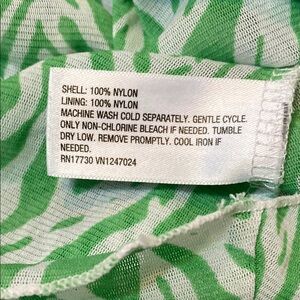 SHELL: 100% NYLON
LINING: 100% NYLON
MACHINE WASH COLD SEPARATELY. GENTLE CYCLE.
ONLY NON-CHLORINE BLEACH IF NEEDED. TUMBLE
DRY LOW. REMOVE PROMPTLY. COOL IRON IF
NEEDED.
RN17730 VN1247024